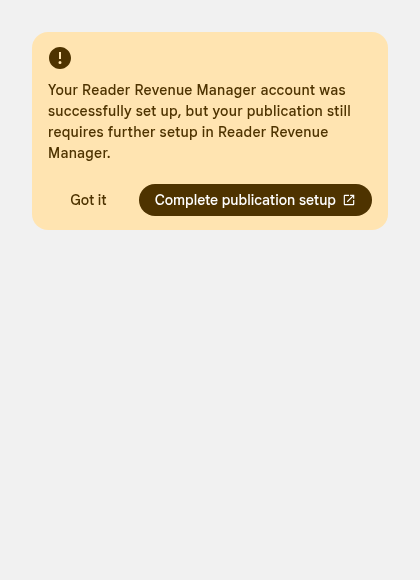 Your Reader Revenue Manager account was
successfully set up, but your publication still
requires further setup in Reader Revenue
Manager.
Got it
Complete publication setup